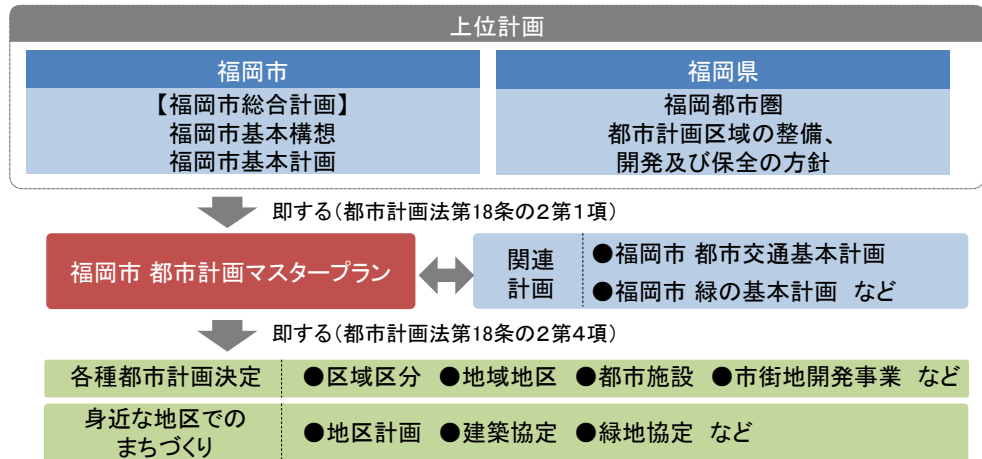 上位計画
福岡市
【福岡市総合計画】
福岡市基本構想
福岡市基本計画
福岡県
福岡都市圏
都市計画区域の整備、
開発及び保全の方針
即する(都市計画法第18条の2第1項)
福岡市 都市計画マスタープラン
関連
計画
●福岡市 都市交通基本計画
●福岡市 緑の基本計画 など
即する(都市計画法第18条の2第4項)
各種都市計画決定
●区域区分 ●地域地区 ●都市施設 ●市街地開発事業 など
身近な地区での
まちづくり
●地区計画 ●建築協定 ●緑地協定 など